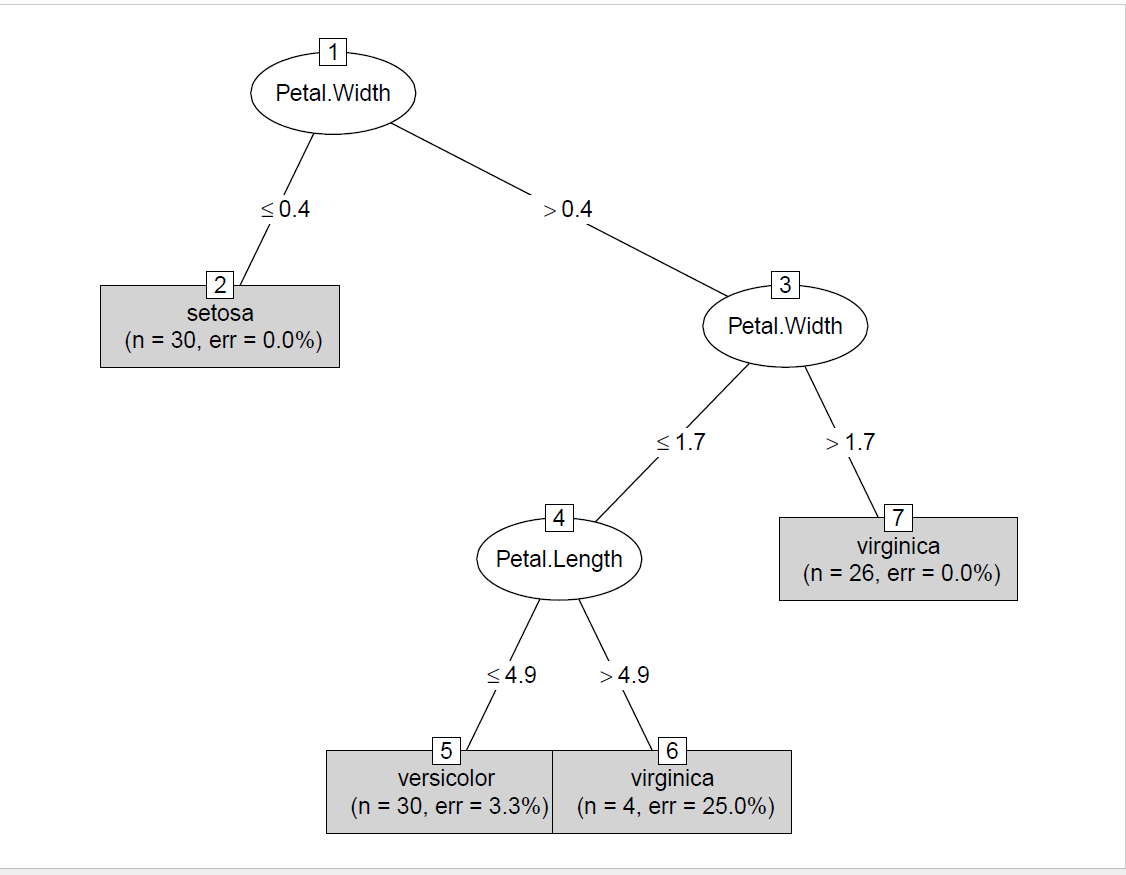 1
Petal.Width
≤ 0.4
> 0.4
2
setosa
(n = 30, err = 0.0%)
3
Petal.Width
≤ 1.7
> 1.7
4
Petal.Length
7
virginica
(n = 26, err = 0.0%)
≤ 4.9
> 4.9
5
versicolor
(n = 30, err = 3.3%)
6
virginica
(n = 4, err = 25.0%)